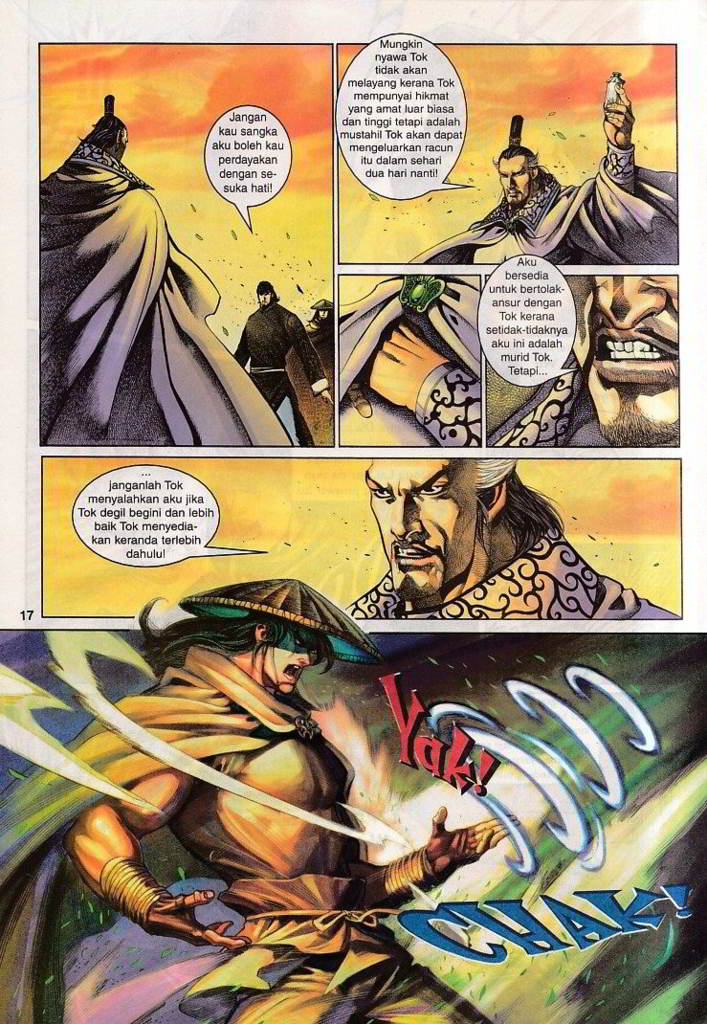 Jangan
kau sangka
aku boleh kau
perdayakan
dengan se-
suka hati!
Mungkin
nyawa Tok
tidak akan
melayang kerana Tok
mempunyai hikmat
yang amat luar biasa
dan tinggi tetapi adalah
mustahil Tok akan dapat
mengeluarkan racun
itu dalam sehari
dua hari nanti!
Aku
bersedia
untuk bertolak-
ansur dengan
Tok kerana
setidak-tidaknya
aku ini adalah
murid Tok.
Tetapi...
...
janganlah Tok
menyalahkan aku jika
Tok degil begini dan lebih
baik Tok menyedia-
kan keranda terlebih
dahulu!
17
Yak!
CHAK!